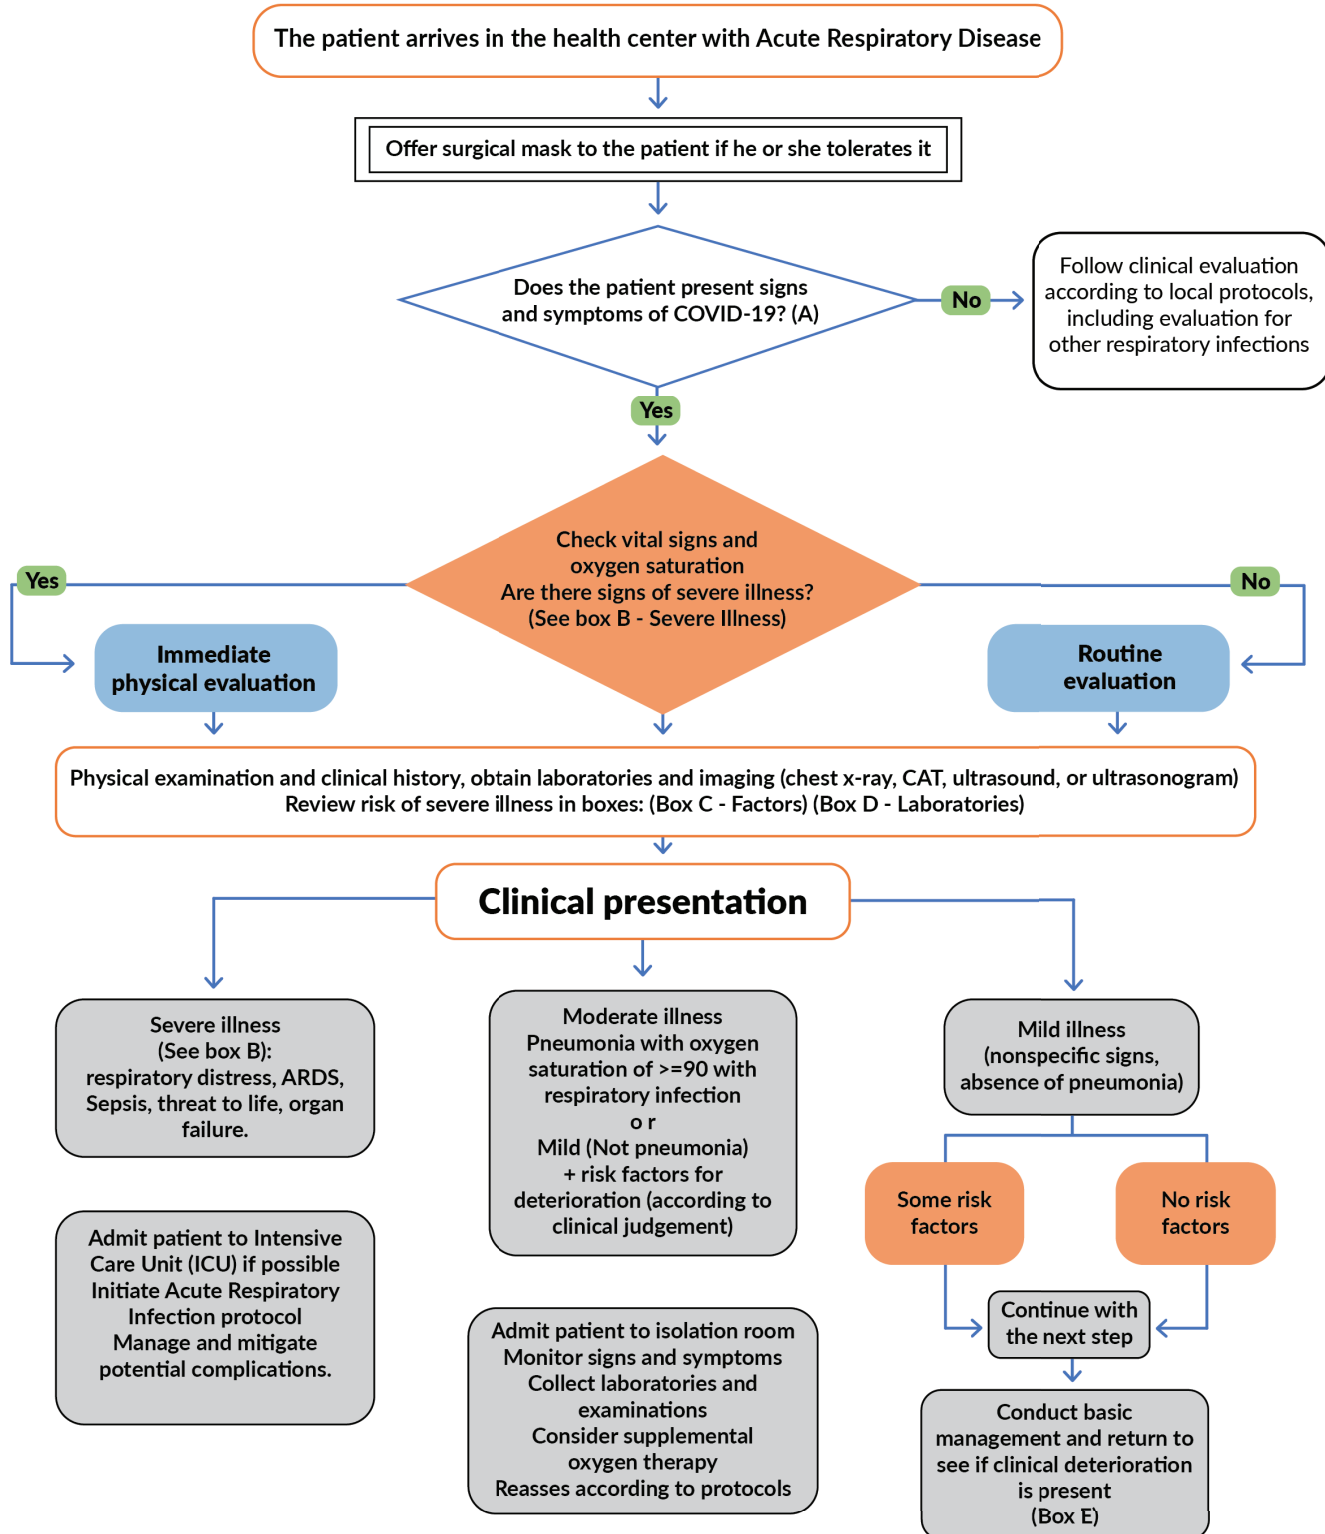 The patient arrives in the health center with Acute Respiratory Disease
Offer surgical mask to the patient if he or she tolerates it
Does the patient present signs
and symptoms of COVID-19? (A)
No
Follow clinical evaluation
according to local protocols,
including evaluation for
other respiratory infections
Yes
Check vital signs and
oxygen saturation
Are there signs of severe illness?
(See box B - Severe Illness)
Yes
No
Immediate
physical evaluation
Routine
evaluation
Physical examination and clinical history, obtain laboratories and imaging (chest x-ray, CAT, ultrasound, or ultrasonogram)
Review risk of severe illness in boxes: (Box C - Factors) (Box D - Laboratories)
Clinical presentation
Severe illness
(See box B):
respiratory distress, ARDS,
Sepsis, threat to life, organ
failure.
Admit patient to Intensive
Care Unit (ICU) if possible
Initiate Acute Respiratory
Infection protocol
Manage and mitigate
potential complications.
Moderate illness
Pneumonia with oxygen
saturation of >=90 with
respiratory infection
o r
Mild (Not pneumonia)
+ risk factors for
deterioration (according to
clinical judgement)
Admit patient to isolation room
Monitor signs and symptoms
Collect laboratories and
examinations
Consider supplemental
oxygen therapy
Reasses according to protocols
Mild illness
(nonspecific signs,
absence of pneumonia)
Some risk
factors
No risk
factors
Continue with
the next step
Conduct basic
management and return to
see if clinical deterioration
is present
(Box E)